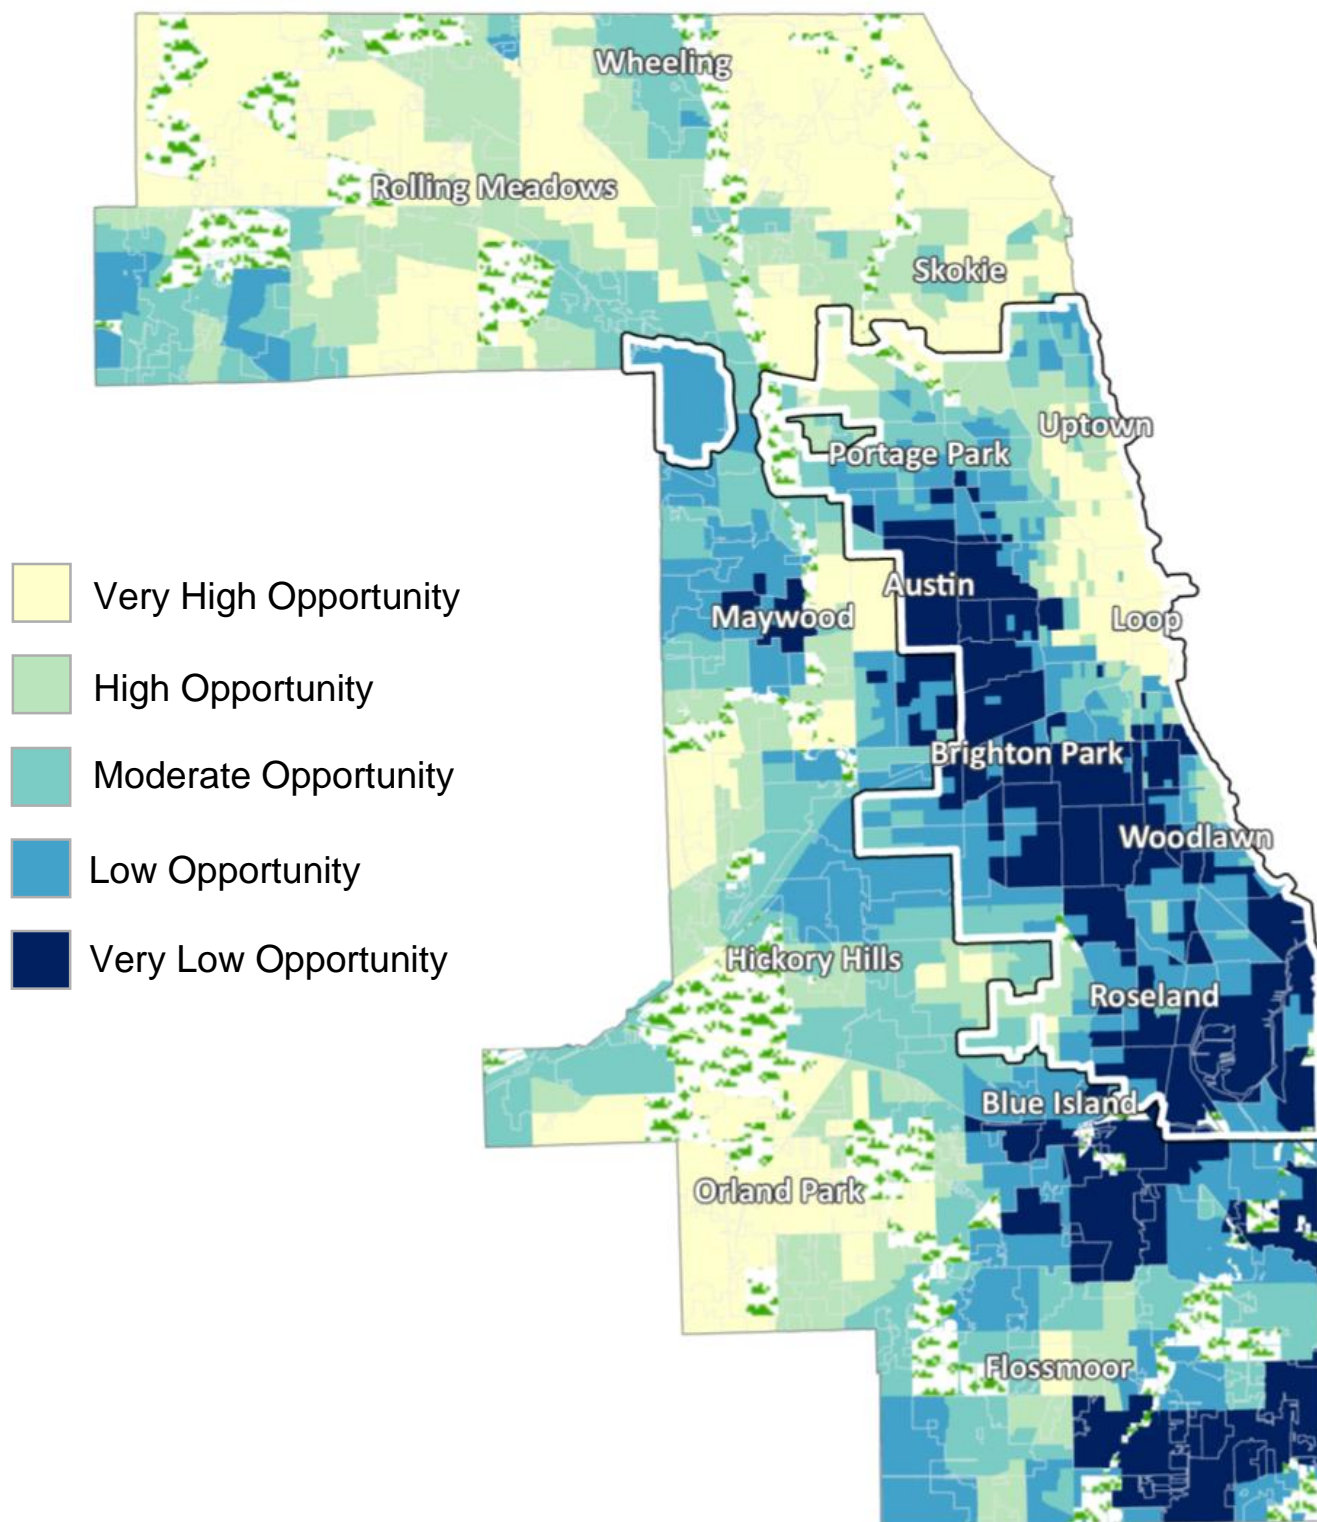 Wheeling
Rolling Meadows
Skokie
Uptown
Portage Park
Very High Opportunity
Austin
Maywood
Loop
High Opportunity
Moderate Opportunity
Brighton Park
Woodlawn
Low Opportunity
Very Low Opportunity
Hickory Hills
Roseland
Blue Island
Orland Park
Flossmoor